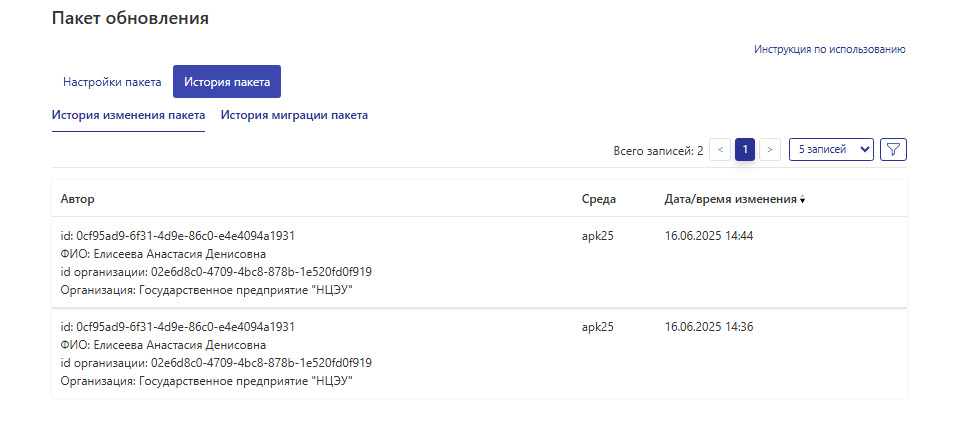 Пакет обновления
Инструкция по использованию
Настройки пакета История пакета
История изменения пакета История миграции пакета
Всего записей: 2 < 1 > 5 записей
Автор Среда Дата/время изменения
id: 0cf95ad9-6f31-4d9e-86c0-e4e4094a1931 apk25 16.06.2025 14:44
ФИО: Елисеева Анастасия Денисовна
id организации: 02e6d8c0-4709-4bc8-878b-1e520fd0f919
Организация: Государственное предприятие "НЦЭУ"
id: 0cf95ad9-6f31-4d9e-86c0-e4e4094a1931 apk25 16.06.2025 14:36
ФИО: Елисеева Анастасия Денисовна
id организации: 02e6d8c0-4709-4bc8-878b-1e520fd0f919
Организация: Государственное предприятие "НЦЭУ"